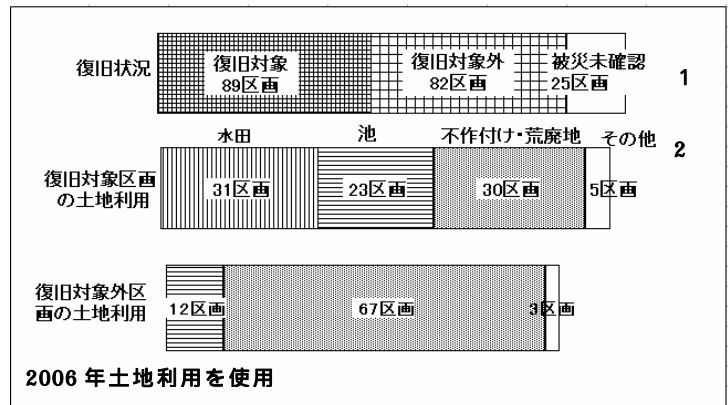 復旧状況
復旧対象
89区画
復旧対象外
82区画
被災未確認
25区画
1
水田
池
不作付け・荒廃地
その他
2
復旧対象区画
の土地利用
31区画
23区画
30区画
5区画
復旧対象外区
画の土地利用
12区画
67区画
3区画
2006年土地利用を使用